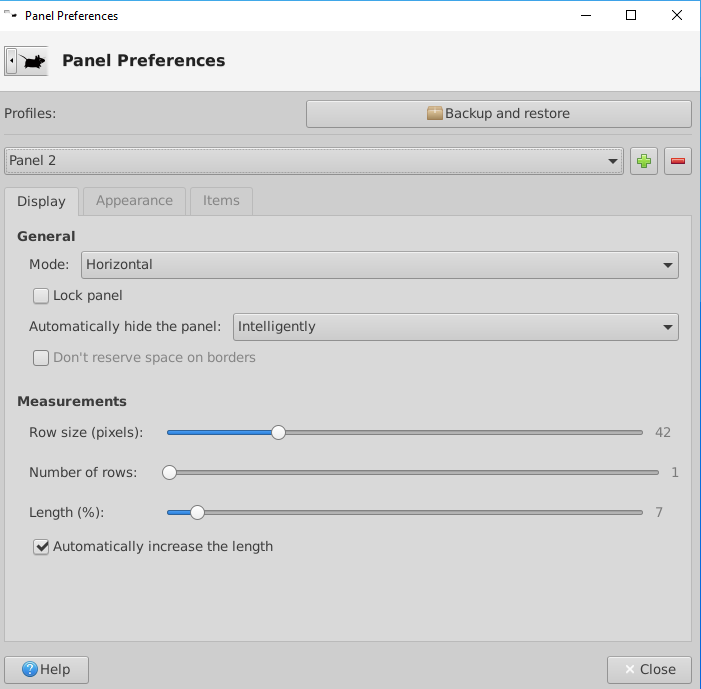 Panel Preferences
Panel Preferences
Profiles:
Backup and restore
Panel 2
Display Appearance Items
General
Mode: Horizontal
Lock panel
Automatically hide the panel: Intelligently
Don't reserve space on borders
Measurements
Row size (pixels): 42
Number of rows: 1
Length (%): 7
Automatically increase the length
Help Close